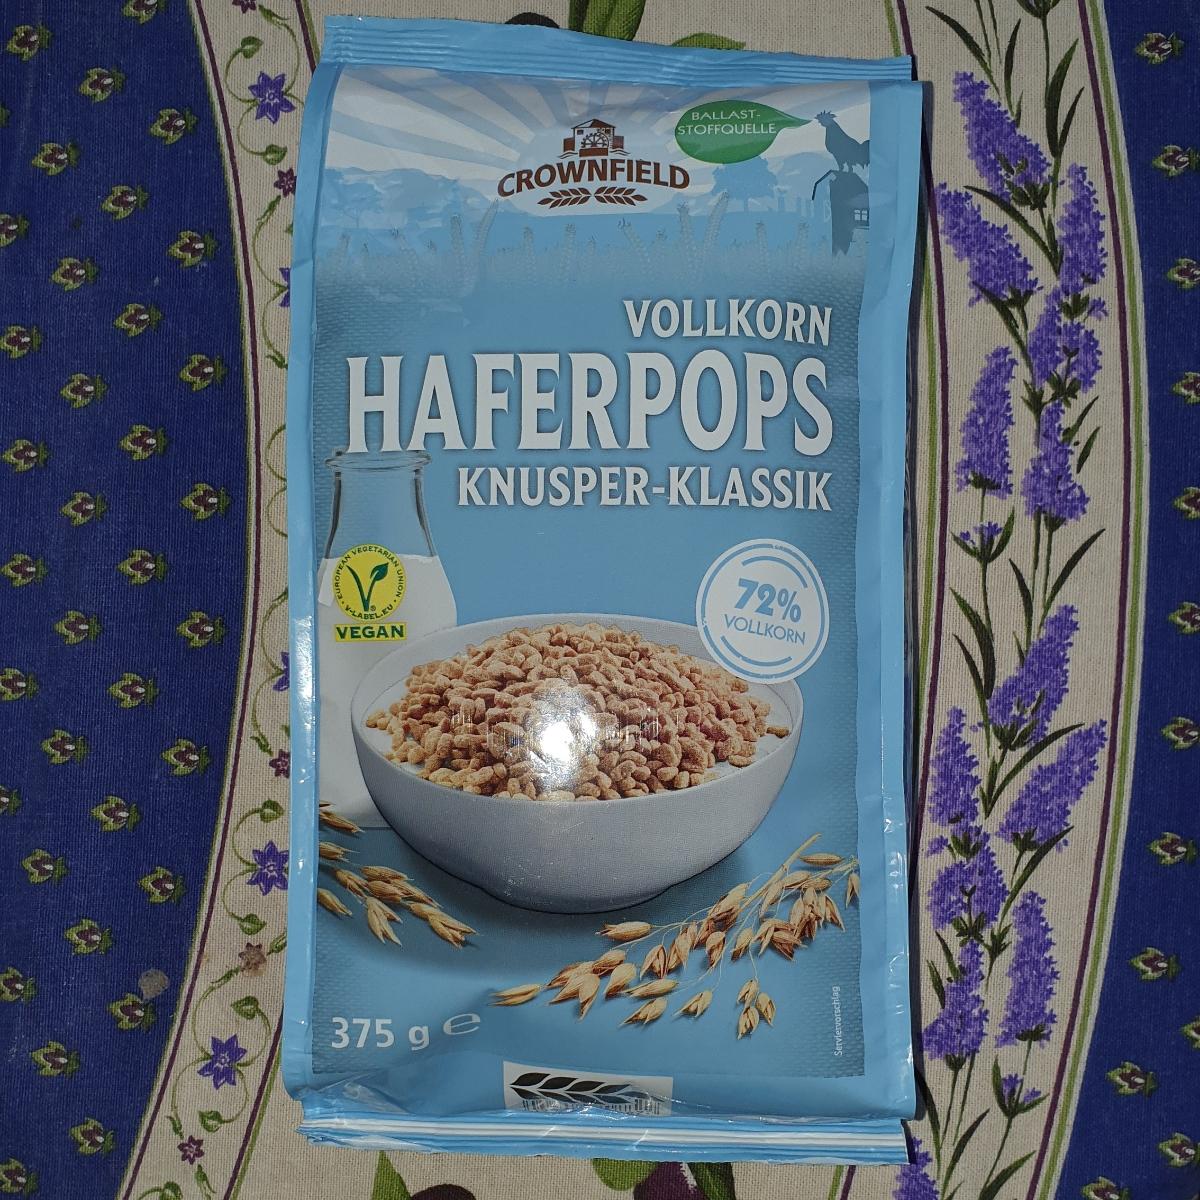 CROWNFIELD
BALLAST-
STOFFQUELLE
VOLLKORN
HAFERPOPS
KNUSPER-KLASSIK
EUROPEAN VEGETARIAN UNION
V-LABEL.EU
VEGAN
72%
VOLLKORN
375 g ℮
Serviervorschlag